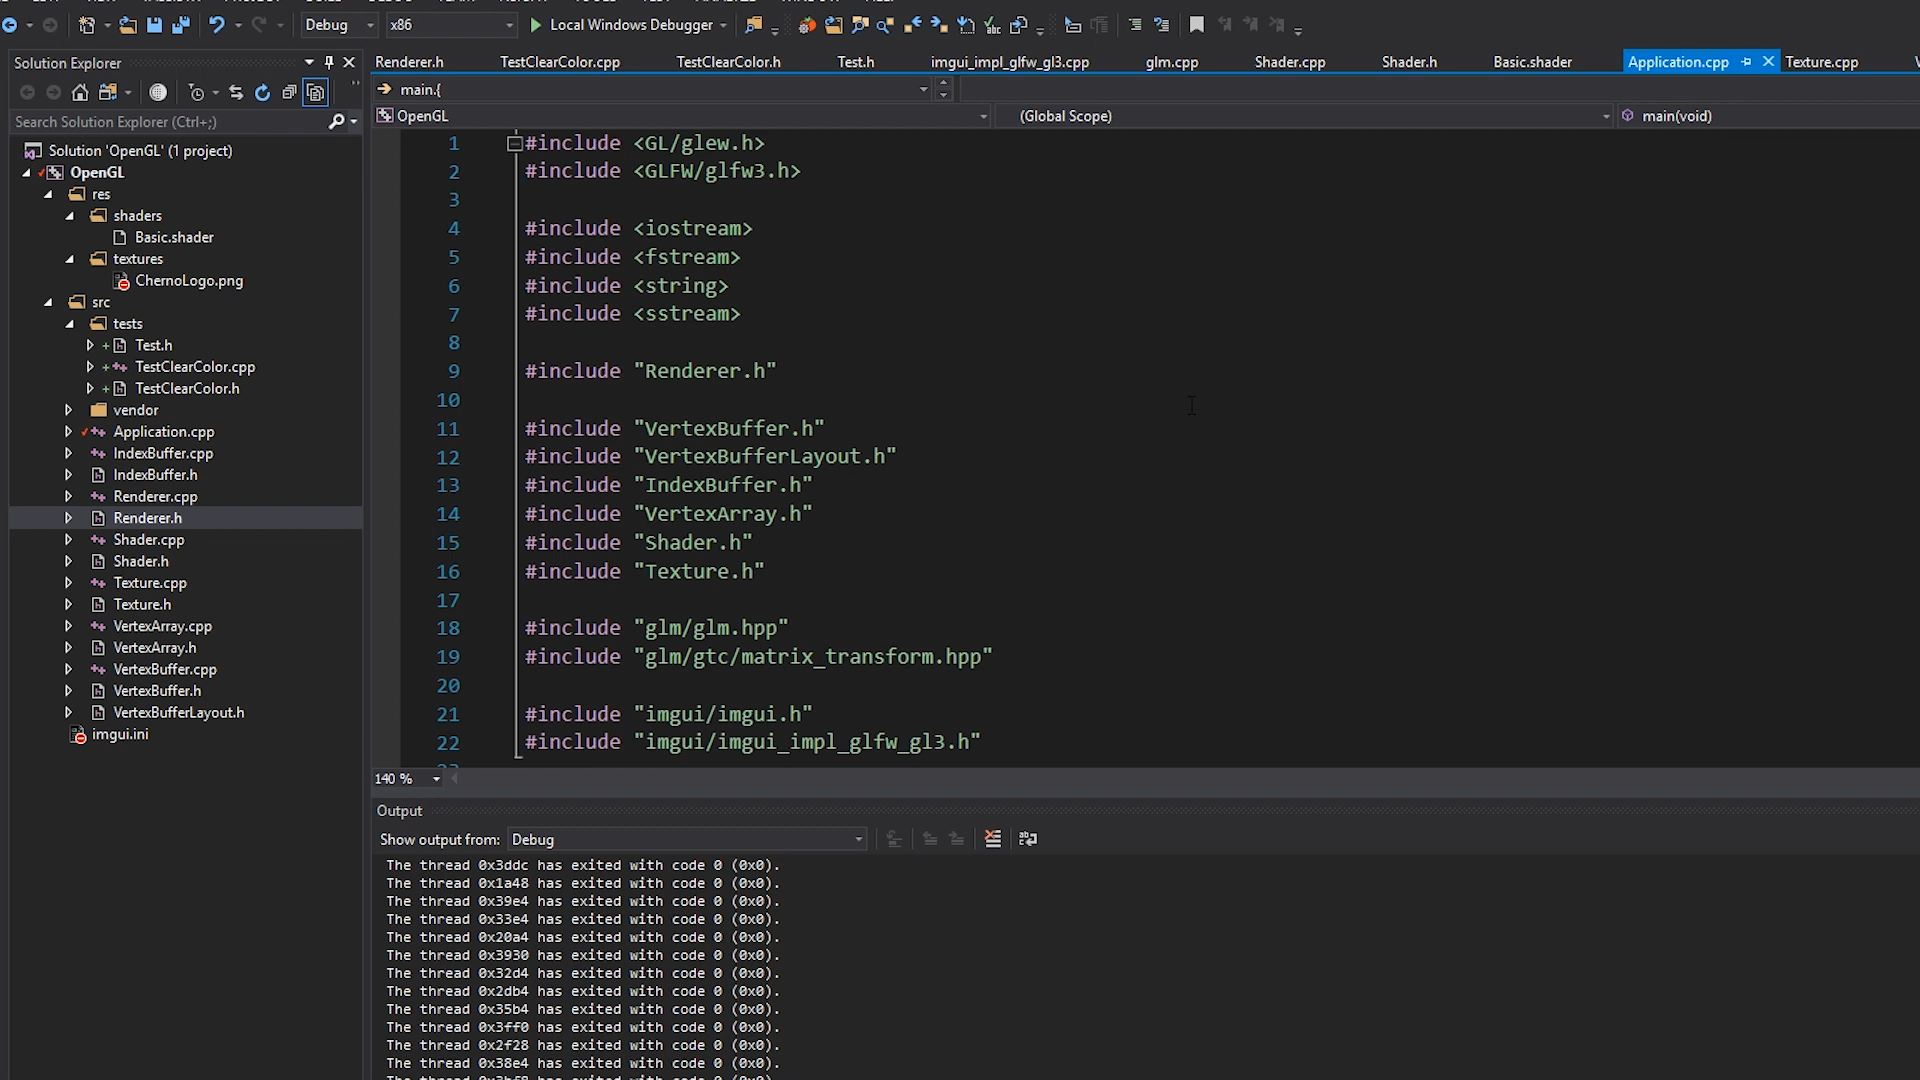 Debug
x86
Local Windows Debugger
Solution Explorer
Search Solution Explorer (Ctrl+;)
Solution 'OpenGL' (1 project)
OpenGL
res
shaders
Basic.shader
textures
ChernoLogo.png
src
tests
Test.h
TestClearColor.cpp
TestClearColor.h
vendor
Application.cpp
IndexBuffer.cpp
IndexBuffer.h
Renderer.cpp
Renderer.h
Shader.cpp
Shader.h
Texture.cpp
Texture.h
VertexArray.cpp
VertexArray.h
VertexBuffer.cpp
VertexBuffer.h
VertexBufferLayout.h
imgui.ini
Renderer.h TestClearColor.cpp TestClearColor.h Test.h imgui_impl_glfw_gl3.cpp glm.cpp Shader.cpp Shader.h Basic.shader Application.cpp Texture.cpp
main.{
OpenGL (Global Scope) main(void)
1 #include <GL/glew.h>
2 #include <GLFW/glfw3.h>
3
4 #include <iostream>
5 #include <fstream>
6 #include <string>
7 #include <sstream>
8
9 #include "Renderer.h"
10
11 #include "VertexBuffer.h"
12 #include "VertexBufferLayout.h"
13 #include "IndexBuffer.h"
14 #include "VertexArray.h"
15 #include "Shader.h"
16 #include "Texture.h"
17
18 #include "glm/glm.hpp"
19 #include "glm/gtc/matrix_transform.hpp"
20
21 #include "imgui/imgui.h"
22 #include "imgui/imgui_impl_glfw_gl3.h"
140 %
Output
Show output from: Debug
The thread 0x3ddc has exited with code 0 (0x0).
The thread 0x1a48 has exited with code 0 (0x0).
The thread 0x39e4 has exited with code 0 (0x0).
The thread 0x33e4 has exited with code 0 (0x0).
The thread 0x20a4 has exited with code 0 (0x0).
The thread 0x3930 has exited with code 0 (0x0).
The thread 0x32d4 has exited with code 0 (0x0).
The thread 0x2db4 has exited with code 0 (0x0).
The thread 0x35b4 has exited with code 0 (0x0).
The thread 0x3ff0 has exited with code 0 (0x0).
The thread 0x2f28 has exited with code 0 (0x0).
The thread 0x38e4 has exited with code 0 (0x0).